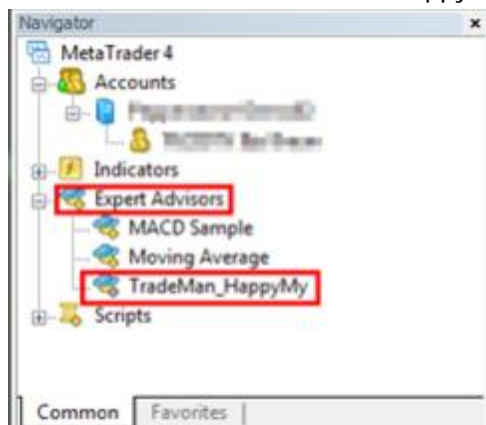 Navigator
MetaTrader 4
Accounts
Indicators
Expert Advisors
MACD Sample
Moving Average
TradeMan_HappyMy
Scripts
Common
Favorites